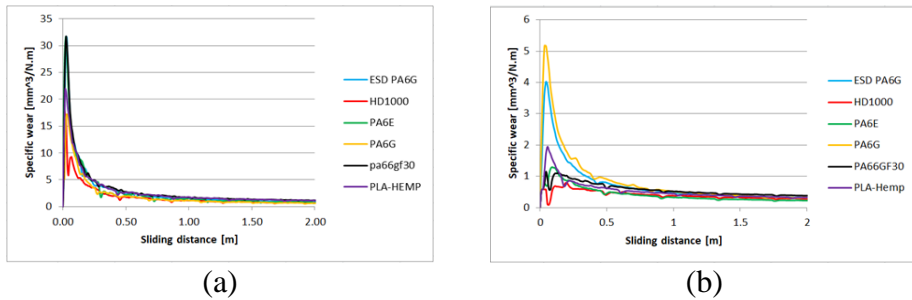 35
30
25
20
15
10
5
0
Specific wear [mm^3/N.m]
0.00 0.50 1.00 1.50 2.00
Sliding distance [m]
ESD PA6G
HD1000
PA6E
PA6G
pa66gf30
PLA-HEMP
(a)
6
5
4
3
2
1
0
Specific wear [mm^3/N.m]
0 0.5 1 1.5 2
Sliding distance [m]
ESD PA6G
HD1000
PA6E
PA6G
PA66GF30
PLA-Hemp
(b)